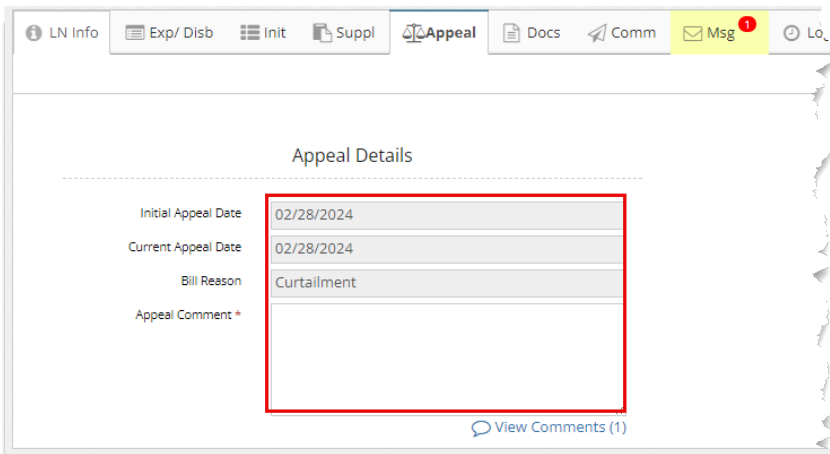 LN Info Exp/ Disb Init Suppl Appeal Docs Comm Msg 1
Appeal Details
Initial Appeal Date 02/28/2024
Current Appeal Date 02/28/2024
Bill Reason Curtailment
Appeal Comment *
View Comments (1)